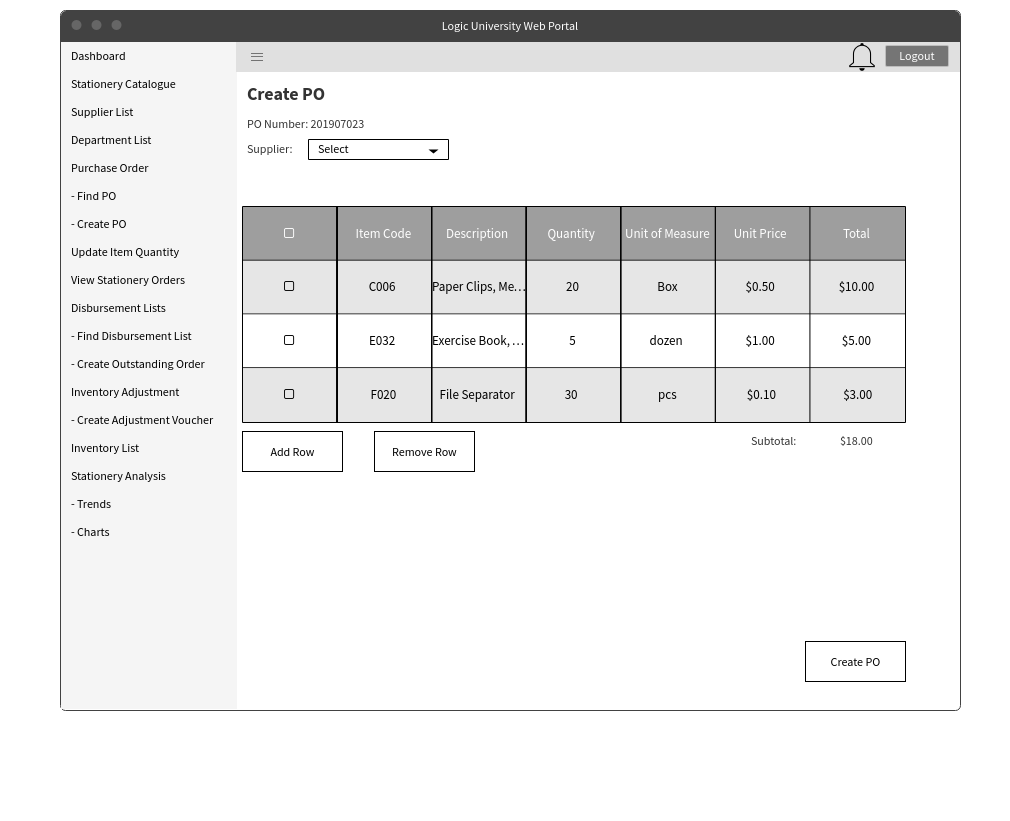 Logic University Web Portal
Dashboard
Stationery Catalogue
Supplier List
Department List
Purchase Order
- Find PO
- Create PO
Update Item Quantity
View Stationery Orders
Disbursement Lists
- Find Disbursement List
- Create Outstanding Order
Inventory Adjustment
- Create Adjustment Voucher
Inventory List
Stationery Analysis
- Trends
- Charts
Logout
Create PO
PO Number: 201907023
Supplier: Select
Item Code Description Quantity Unit of Measure Unit Price Total
C006 Paper Clips, Me... 20 Box $0.50 $10.00
E032 Exercise Book, ... 5 dozen $1.00 $5.00
F020 File Separator 30 pcs $0.10 $3.00
Add Row Remove Row Subtotal: $18.00
Create PO